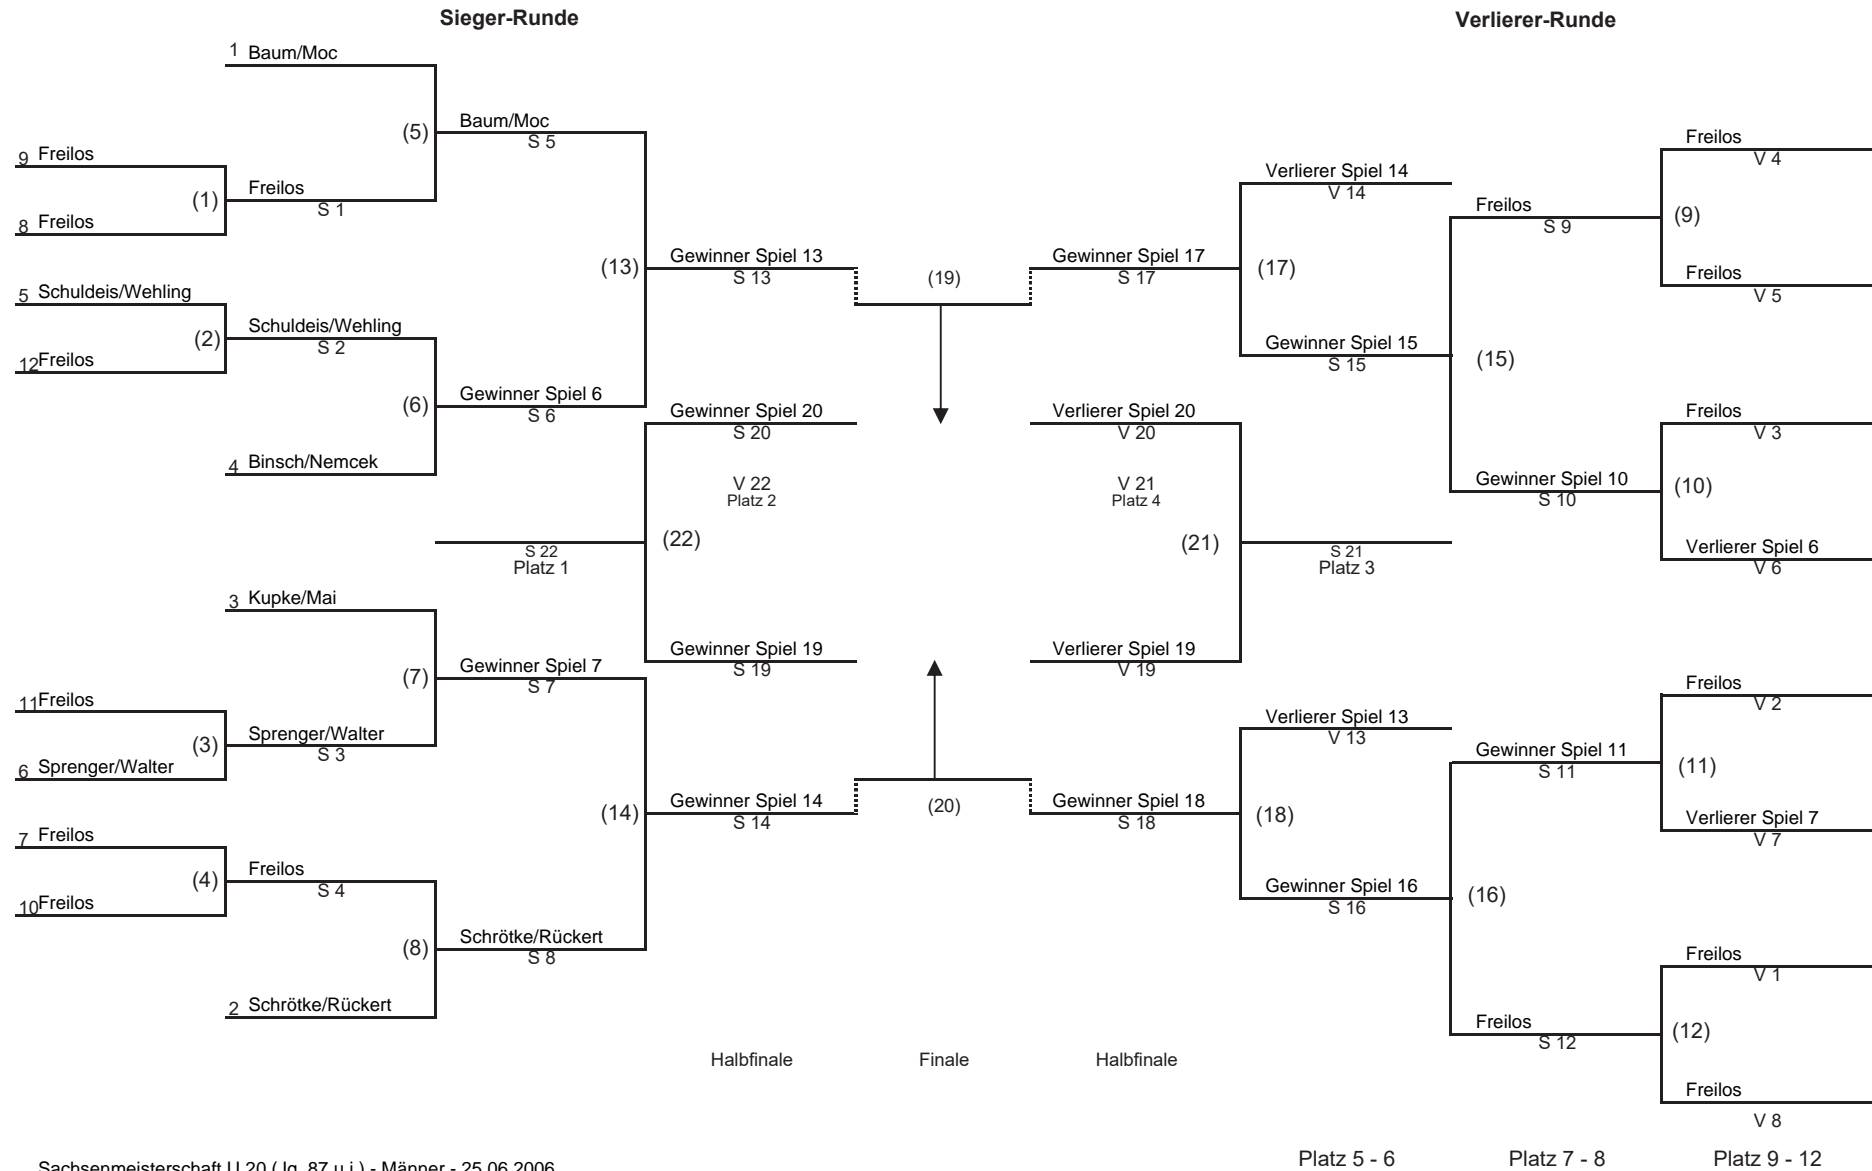 Sieger-Runde
Verlierer-Runde
1 Baum/Moc
(5)
Baum/Moc
S 5
9 Freilos
(1)
Freilos
S 1
8 Freilos
(13)
Gewinner Spiel 13
S 13
5 Schuldeis/Wehling
(2)
Schuldeis/Wehling
S 2
12 Freilos
(6)
Gewinner Spiel 6
S 6
4 Binsch/Nemcek
Gewinner Spiel 20
S 20
V 22
Platz 2
(22)
S 22
Platz 1
3 Kupke/Mai
(7)
Gewinner Spiel 7
S 7
Gewinner Spiel 19
S 19
11 Freilos
(3)
Sprenger/Walter
S 3
6 Sprenger/Walter
(14)
Gewinner Spiel 14
S 14
7 Freilos
(4)
Freilos
S 4
10 Freilos
(8)
Schrötke/Rückert
S 8
2 Schrötke/Rückert
(19)
(20)
Gewinner Spiel 17
S 17
(17)
Verlierer Spiel 14
V 14
Gewinner Spiel 15
S 15
Freilos
S 9
(9)
Freilos
V 4
Freilos
V 5
(15)
Verlierer Spiel 20
V 20
V 21
Platz 4
(21)
S 21
Platz 3
Gewinner Spiel 10
S 10
(10)
Freilos
V 3
Verlierer Spiel 6
V 6
Verlierer Spiel 19
V 19
Verlierer Spiel 13
V 13
Gewinner Spiel 11
S 11
(11)
Freilos
V 2
Verlierer Spiel 7
V 7
Gewinner Spiel 18
S 18
(18)
Gewinner Spiel 16
S 16
(16)
Freilos
S 12
(12)
Freilos
V 1
Freilos
V 8
Halbfinale
Finale
Halbfinale
Platz 5 - 6
Platz 7 - 8
Platz 9 - 12
Sachsenmeisterschaft U 20 (Jg. 87 u.j.) - Männer - 25.06.2006